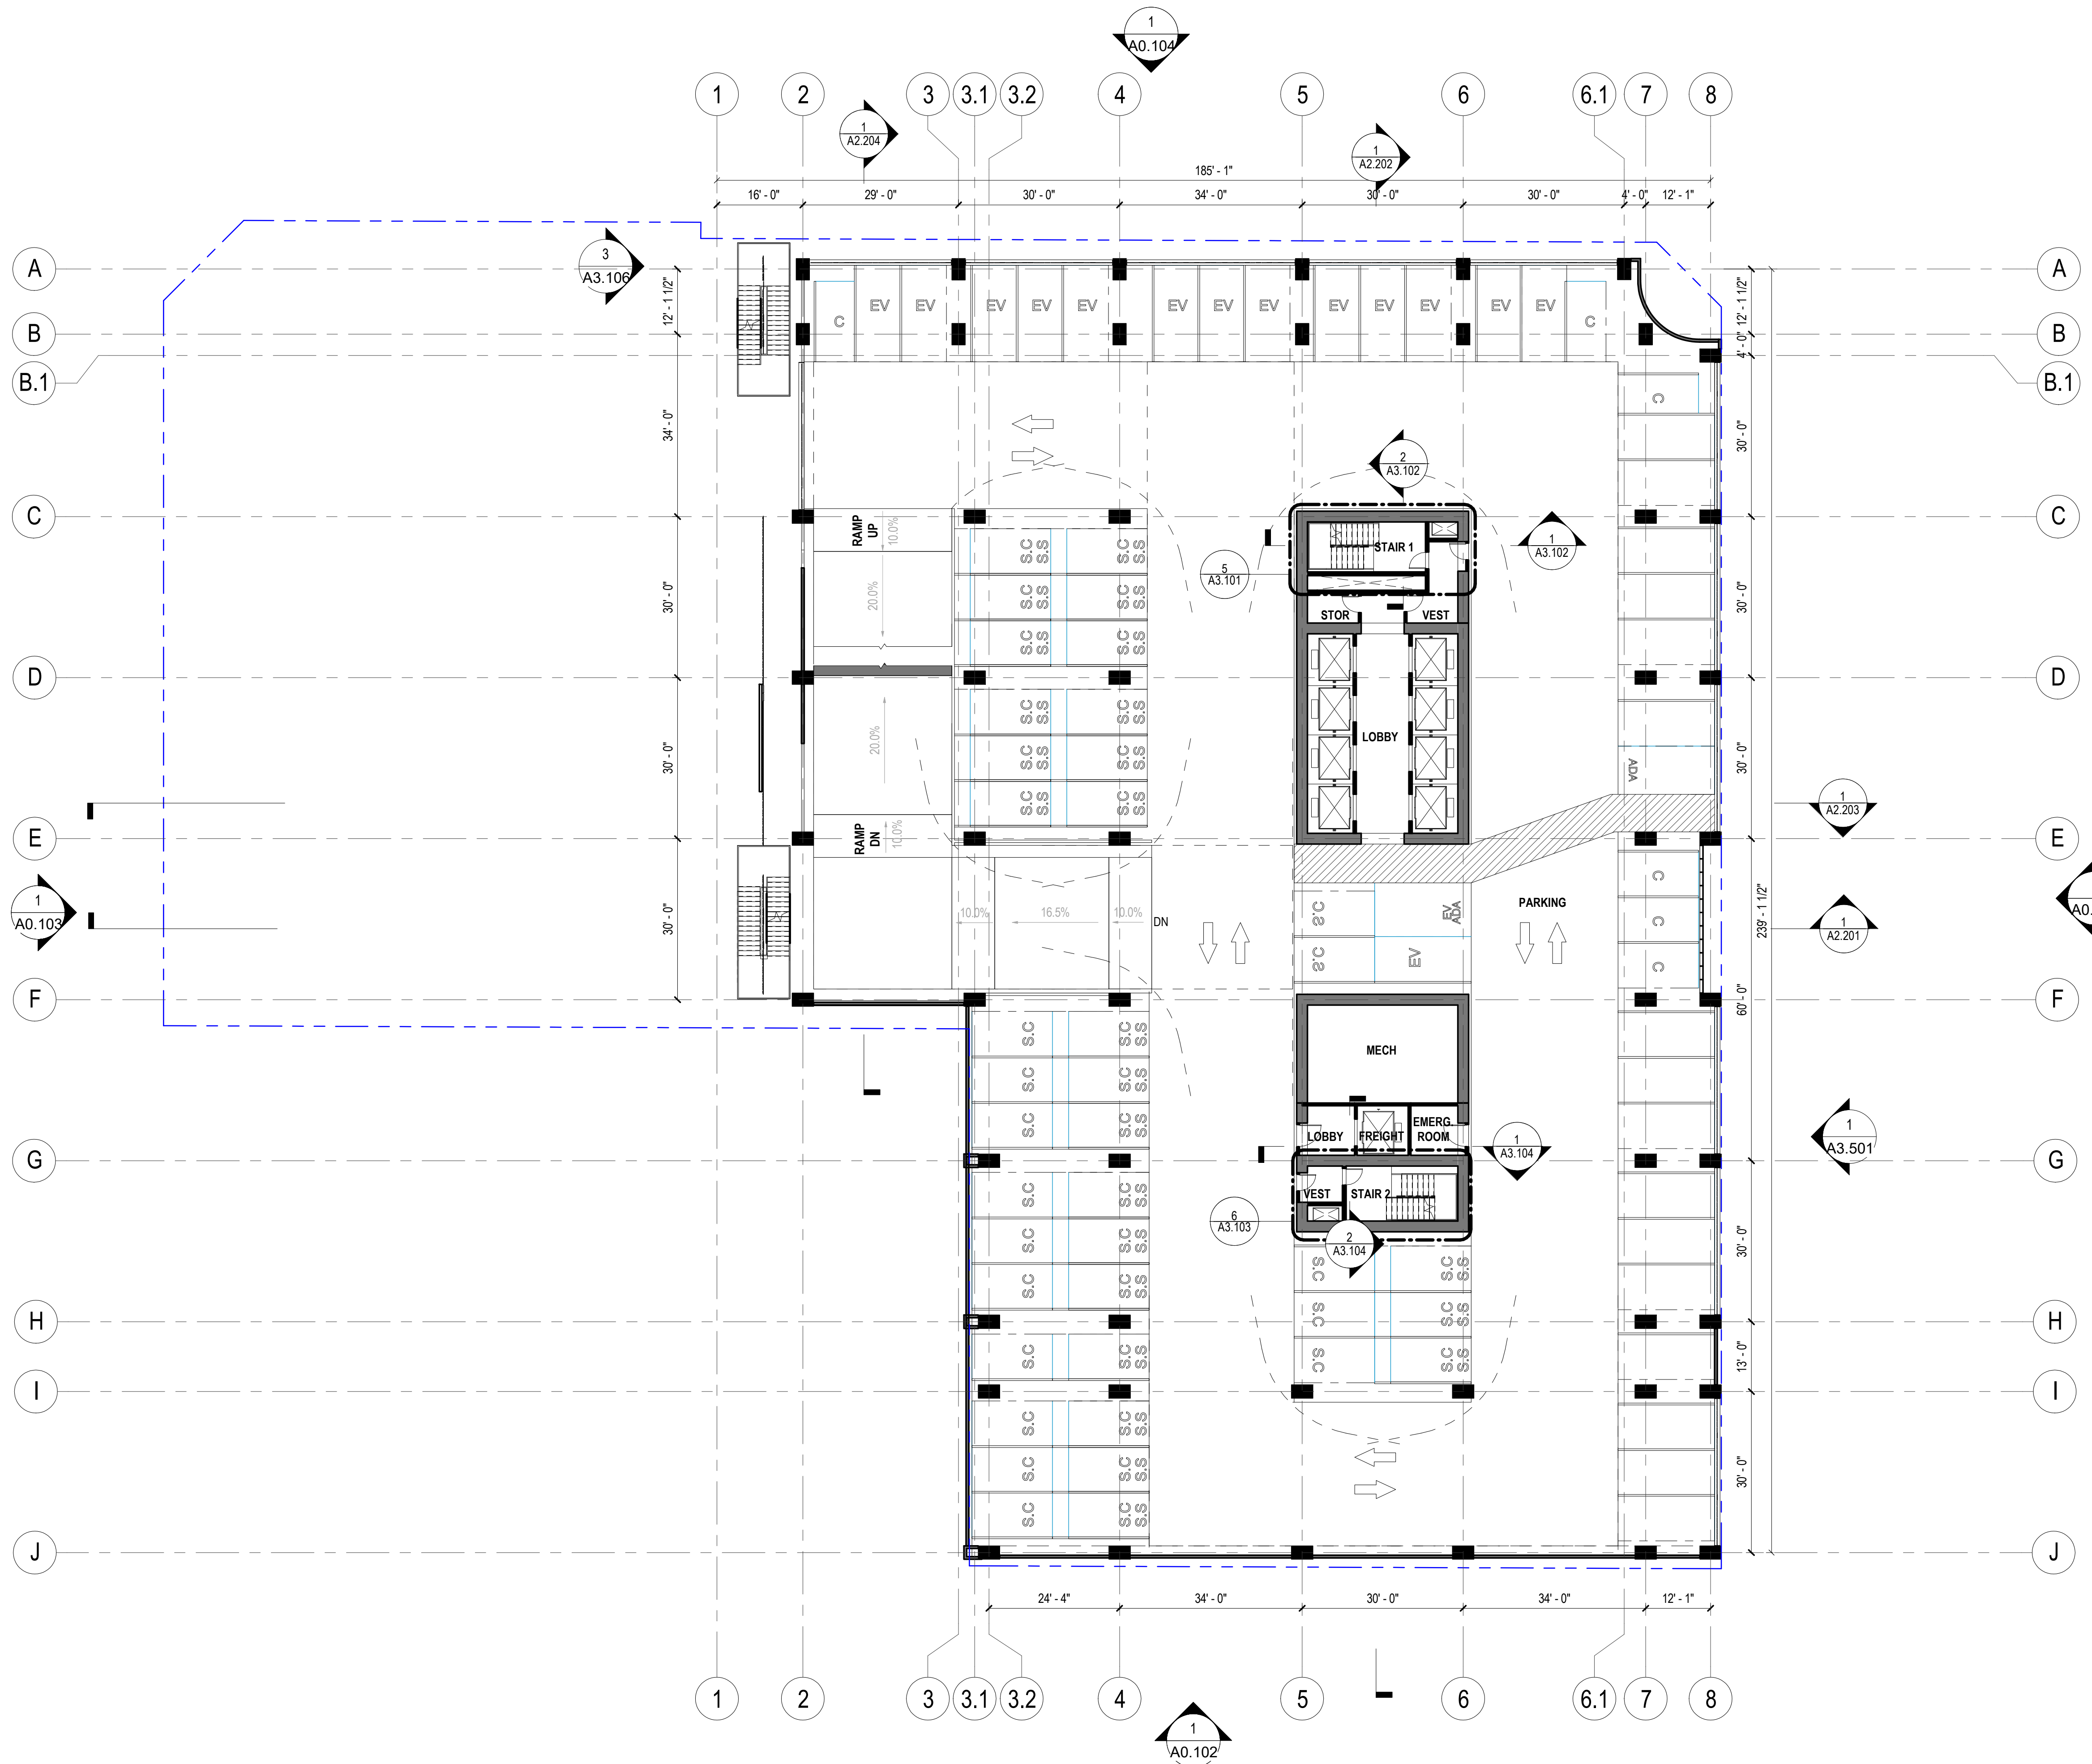 1
A0.104
1
2
3
3.1
3.2
4
5
6
6.1
7
8
1
A2.204
1
A2.202
185' - 1"
16' - 0"
29' - 0"
30' - 0"
34' - 0"
30' - 0"
30' - 0"
4' - 0"
12' - 1"
3
A3.106
A
A
12' - 1 1/2"
12' - 1 1/2"
EV
EV
EV
EV
EV
EV
EV
EV
EV
EV
EV
EV
EV
C
C
B
B
4' - 0"
B.1
B.1
C
34' - 0"
30' - 0"
2
A3.102
C
C
RAMP
UP
10.0%
STAIR 1
1
A3.102
5
A3.101
S.C
S.C
S.S
S.S
20.0%
30' - 0"
30' - 0"
S.C
S.C
S.S
S.S
STOR
VEST
S.C
S.C
S.S
S.S
D
D
S.C
S.C
S.S
S.S
20.0%
LOBBY
30' - 0"
30' - 0"
S.C
S.C
S.S
S.S
ADA
S.C
S.C
S.S
S.S
1
A2.203
RAMP
DN
10.0%
E
E
C
1
A0.103
30' - 0"
10.0%
16.5%
10.0%
DN
S.C
EV
ADA
PARKING
C
239' - 1 1/2"
1
A2.201
A0.
S.C
EV
C
F
F
60' - 0"
S.C
S.C
S.S
MECH
S.C
S.C
S.S
S.C
S.C
S.S
LOBBY
FREIGHT
EMERG.
ROOM
1
A3.104
1
A3.501
G
G
S.C
S.C
S.S
VEST
STAIR 2
6
A3.103
S.C
S.C
S.S
2
A3.104
30' - 0"
S.C
S.C
S.S
S.C
S.C
S.S
S.C
S.C
S.S
H
H
S.C
S.C
S.S
S.C
S.C
S.S
13' - 0"
I
I
S.C
S.C
S.S
S.C
S.C
S.S
30' - 0"
S.C
S.C
S.S
J
J
24' - 4"
34' - 0"
30' - 0"
34' - 0"
12' - 1"
1
2
3
3.1
3.2
4
5
6
6.1
7
8
1
A0.102